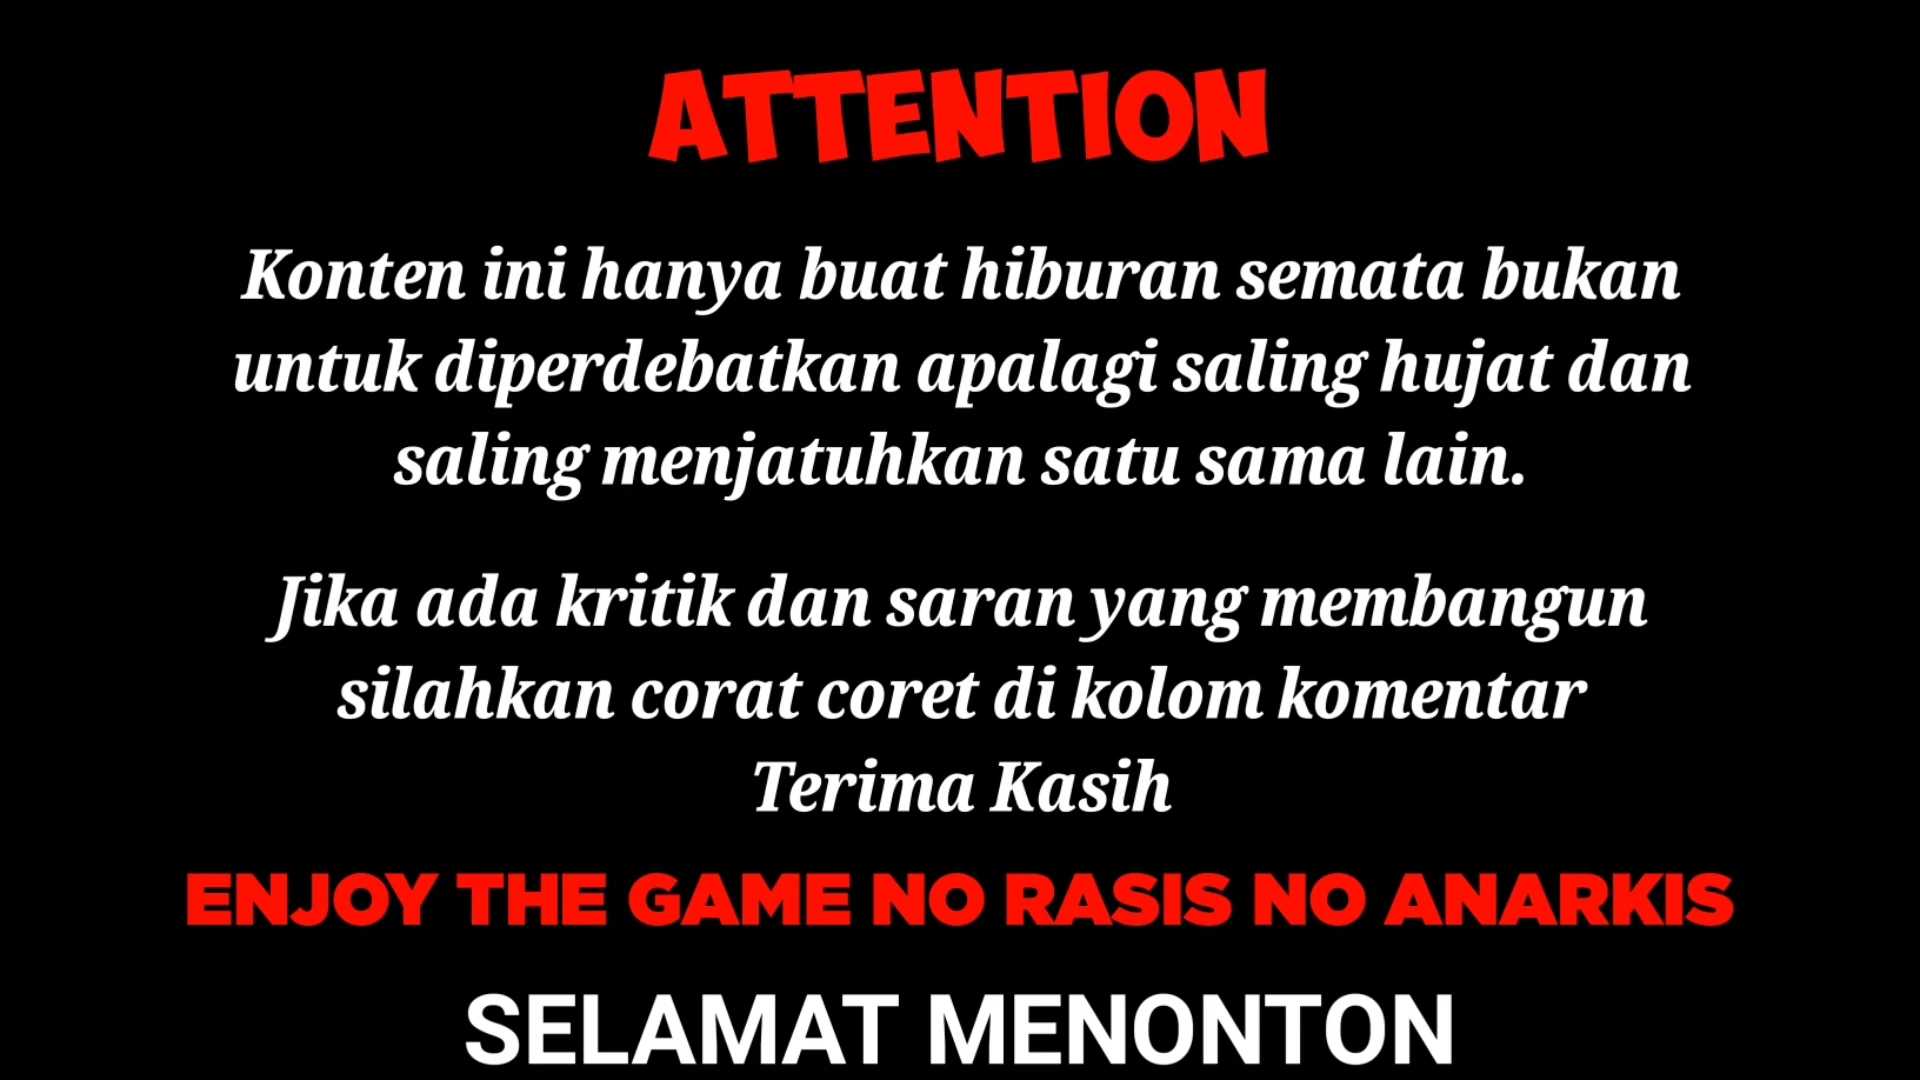 ATTENTION
Konten ini hanya buat hiburan semata bukan
untuk diperdebatkan apalagi saling hujat dan
saling menjatuhkan satu sama lain.
Jika ada kritik dan saran yang membangun
silahkan corat coret di kolom komentar
Terima Kasih
ENJOY THE GAME NO RASIS NO ANARKIS
SELAMAT MENONTON